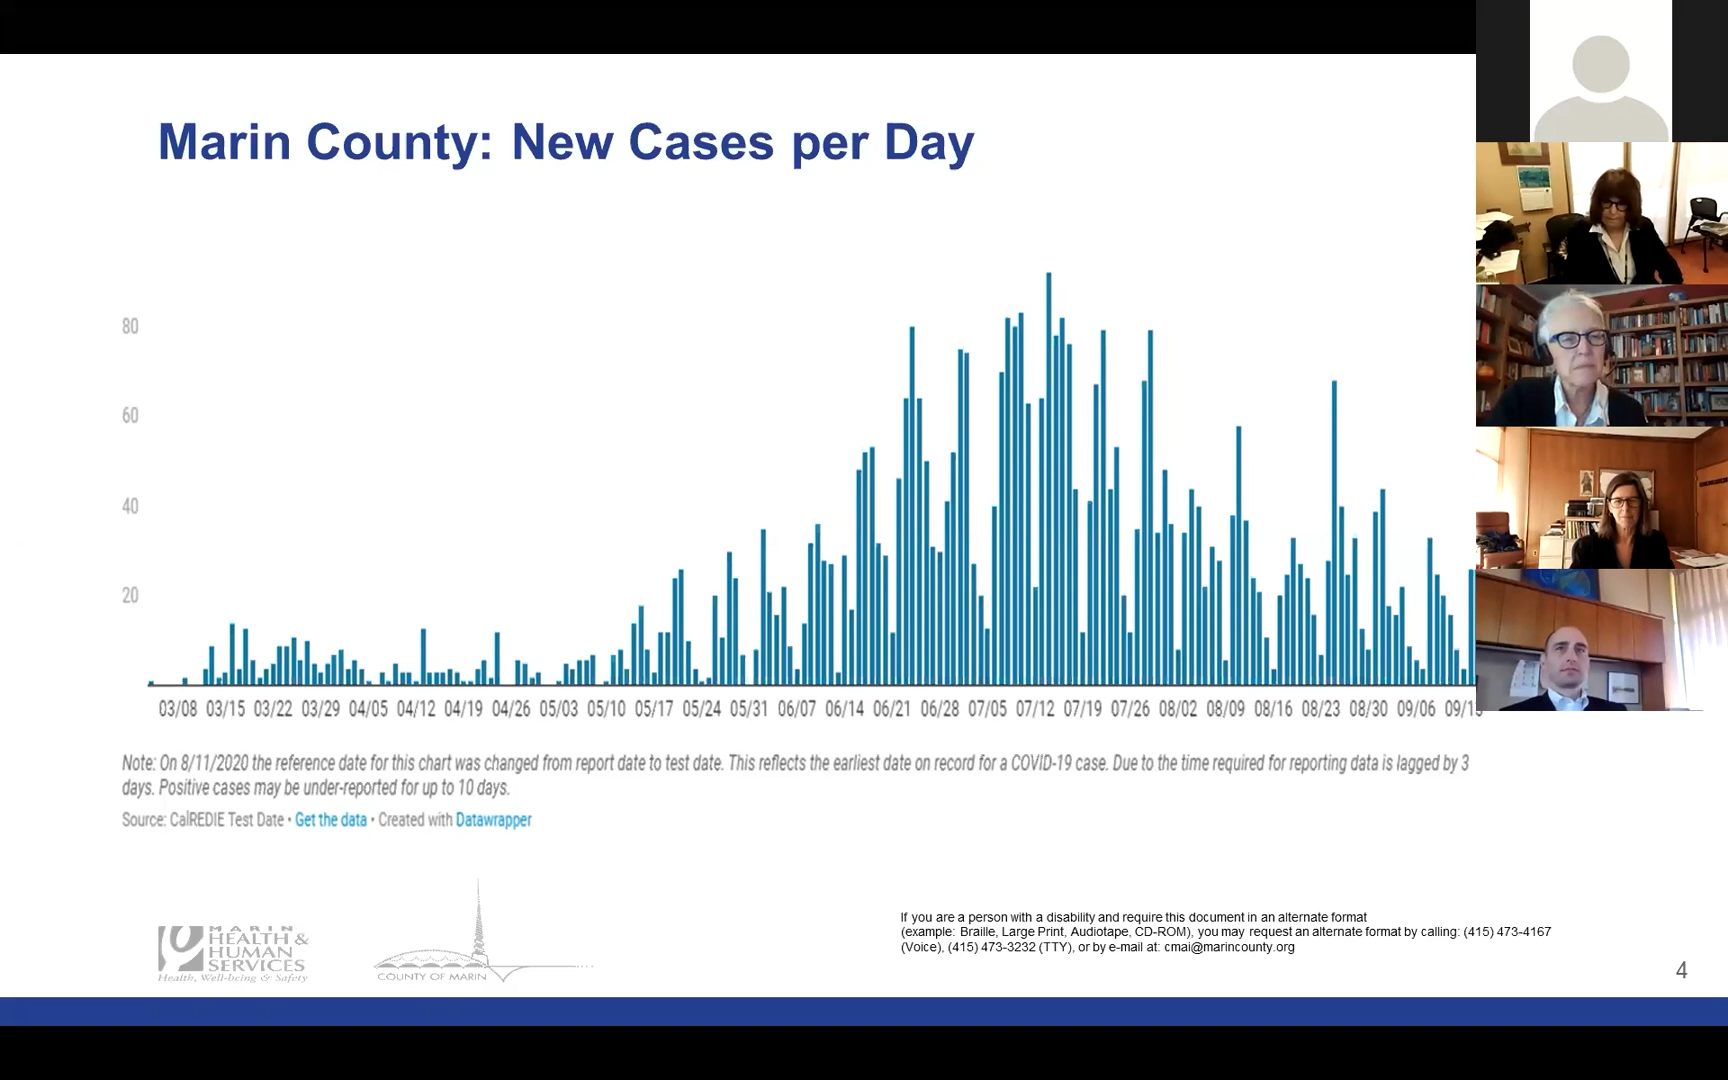 Marin County: New Cases per Day
80
60
40
20
03/08 03/15 03/22 03/29 04/05 04/12 04/19 04/26 05/03 05/10 05/17 05/24 05/31 06/07 06/14 06/21 06/28 07/05 07/12 07/19 07/26 08/02 08/09 08/16 08/23 08/30 09/06 09/13
Note: On 8/11/2020 the reference date for this chart was changed from report date to test date. This reflects the earliest date on record for a COVID-19 case. Due to the time required for reporting data is lagged by 3
days. Positive cases may be under-reported for up to 10 days.
Source: CalREDIE Test Date • Get the data • Created with Datawrapper
MARIN
HEALTH &
HUMAN
SERVICES
Health, Well-being & Safety
COUNTY OF MARIN
If you are a person with a disability and require this document in an alternate format
(example: Braille, Large Print, Audiotape, CD-ROM), you may request an alternate format by calling: (415) 473-4167
(Voice), (415) 473-3232 (TTY), or by e-mail at: cmai@marincounty.org
4